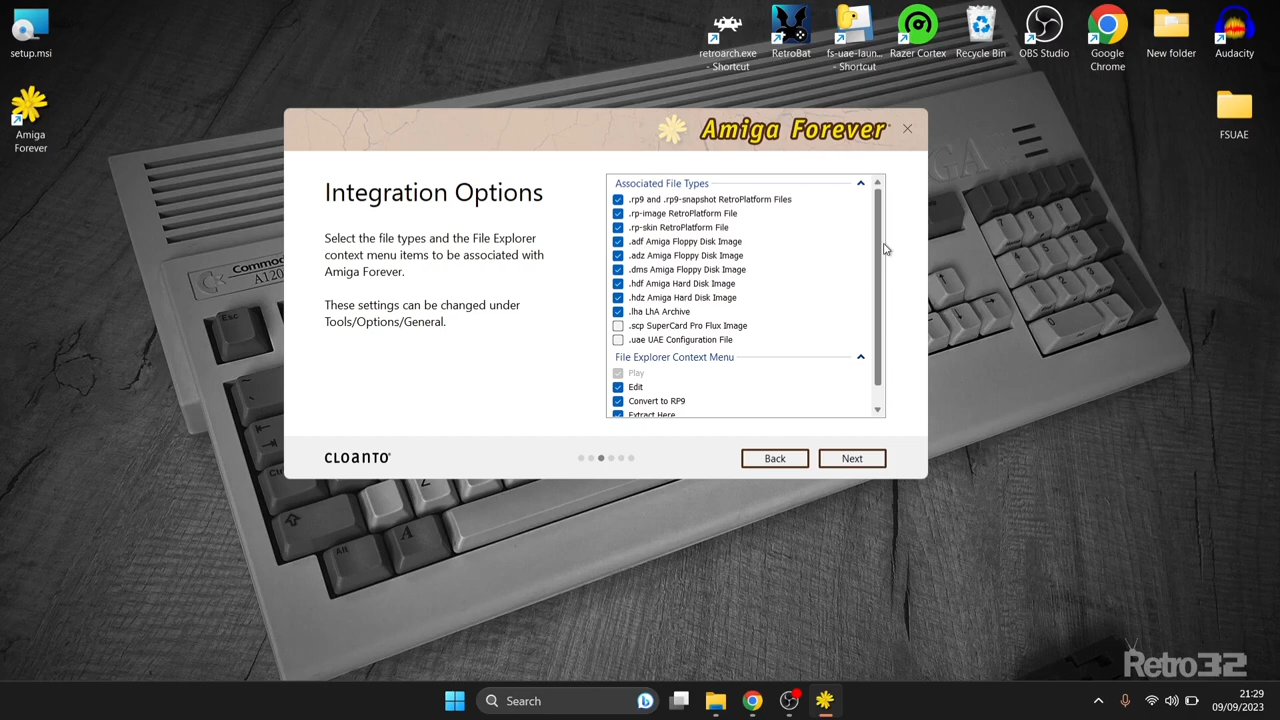 setup.msi
retroarch.exe
- Shortcut
RetroBat
fs-uae-laun...
- Shortcut
Razer Cortex
Recycle Bin
OBS Studio
Google
Chrome
New folder
Audacity
Amiga
Forever
FSUAE
Amiga Forever
Integration Options
Select the file types and the File Explorer
context menu items to be associated with
Amiga Forever.
These settings can be changed under
Tools/Options/General.
Associated File Types
.rp9 and .rp9-snapshot RetroPlatform Files
.rp-image RetroPlatform File
.rp-skin RetroPlatform File
.adf Amiga Floppy Disk Image
.adz Amiga Floppy Disk Image
.dms Amiga Floppy Disk Image
.hdf Amiga Hard Disk Image
.hdz Amiga Hard Disk Image
.lha LhA Archive
.scp SuperCard Pro Flux Image
.uae UAE Configuration File
File Explorer Context Menu
Play
Edit
Convert to RP9
Extract Here
CLOANTO
Back
Next
Esc
Alt
A
Retro32
Search
21:29
09/09/2023